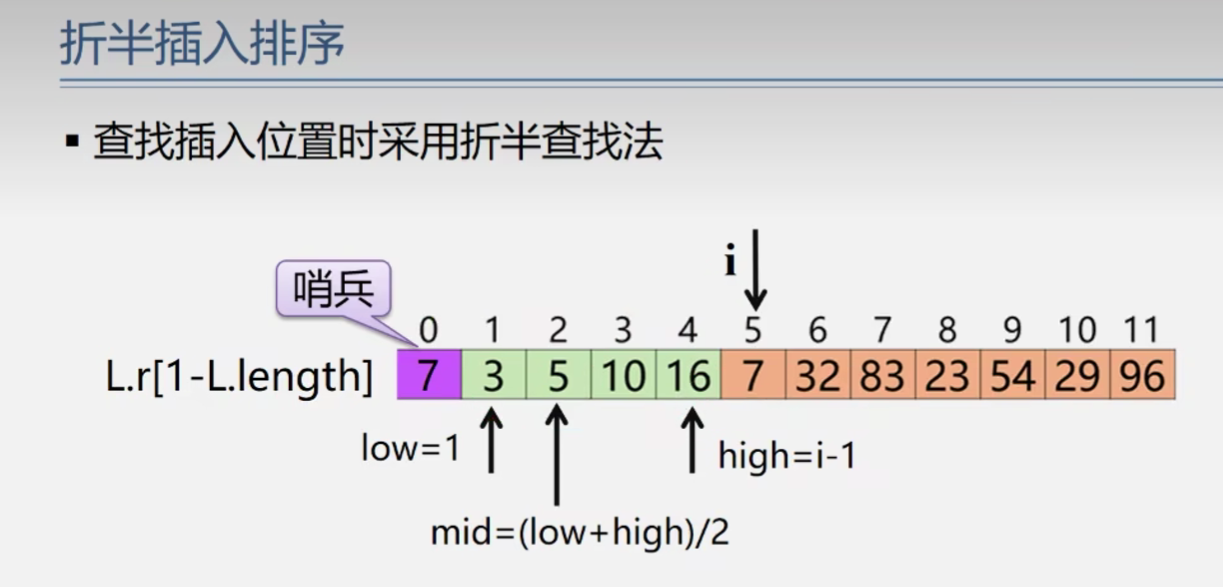 折半插入排序
▪ 查找插入位置时采用折半查找法
i
哨兵
0 1 2 3 4 5 6 7 8 9 10 11
L.r[1-L.length] 7 3 5 10 16 7 32 83 23 54 29 96
low=1 high=i-1
mid=(low+high)/2